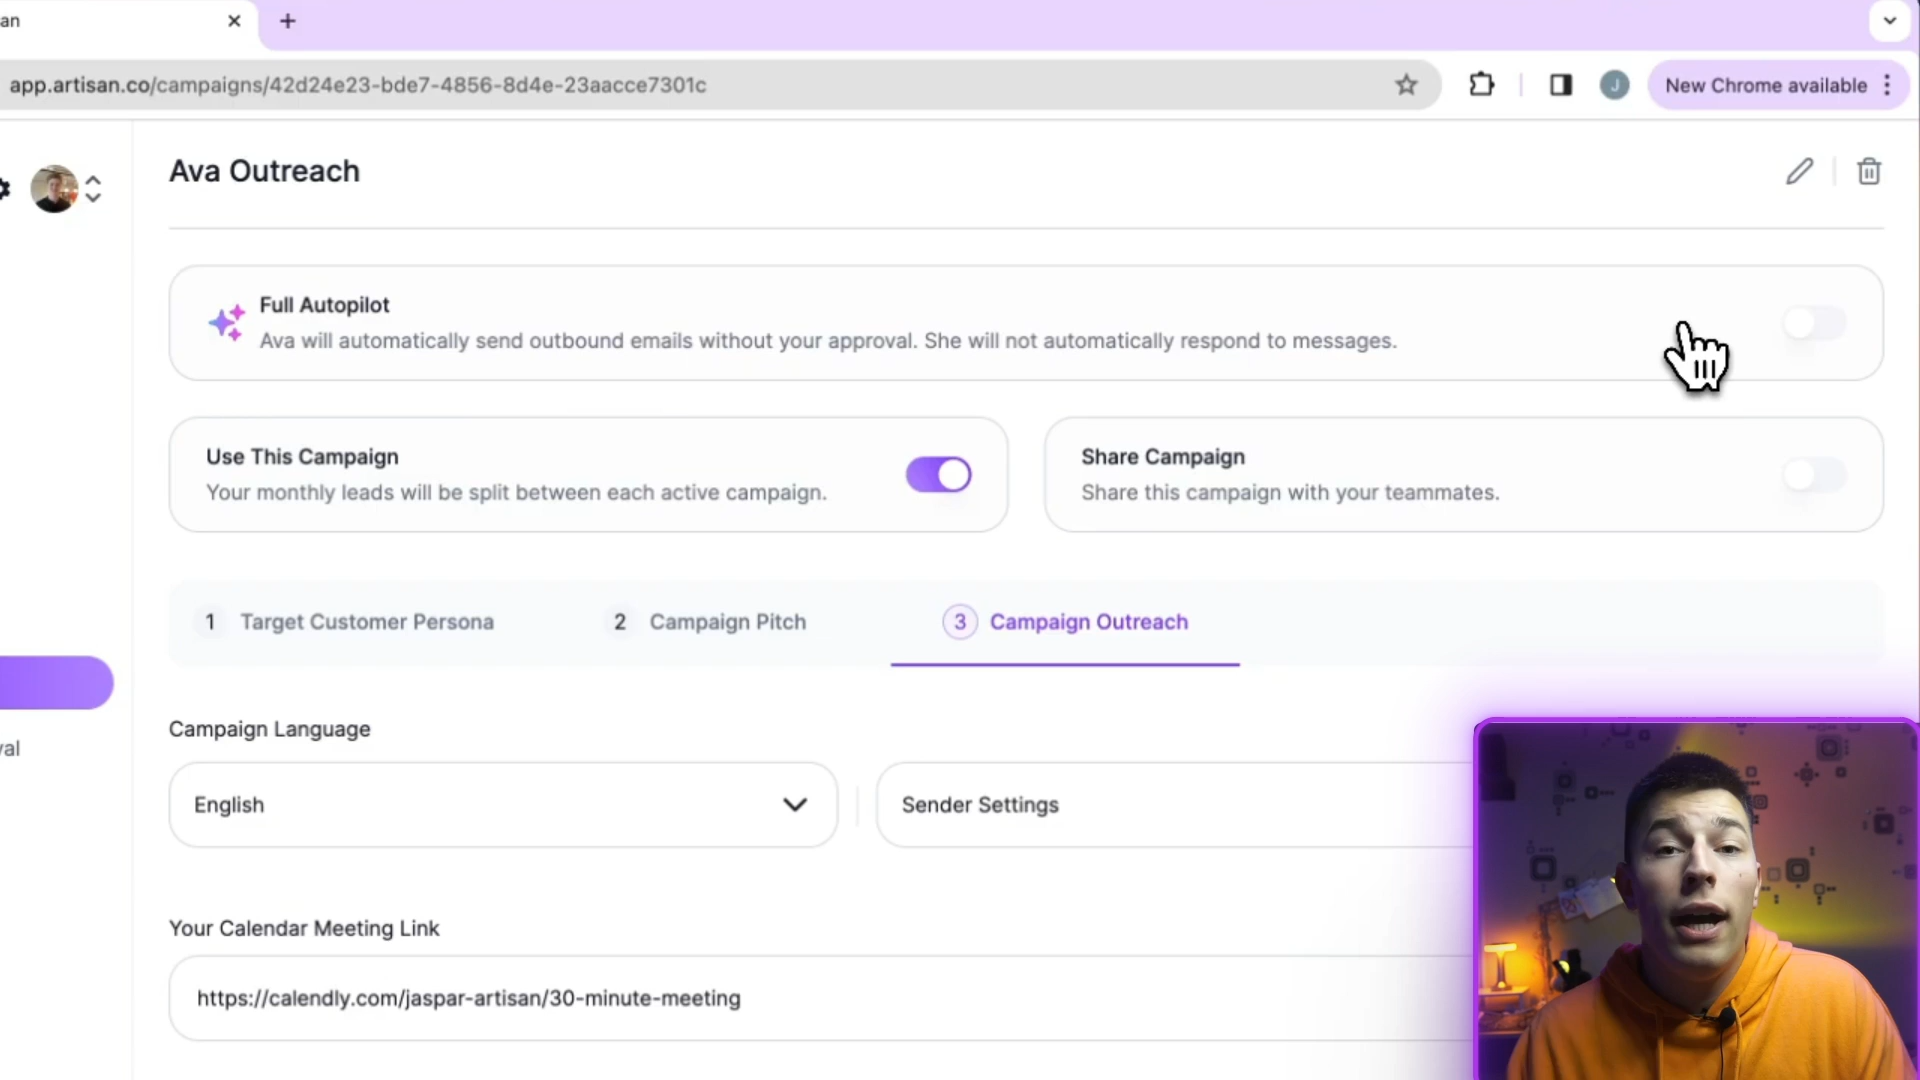 an
app.artisan.co/campaigns/42d24e23-bde7-4856-8d4e-23aacce7301c
J
New Chrome available
Ava Outreach
Full Autopilot
Ava will automatically send outbound emails without your approval. She will not automatically respond to messages.
Use This Campaign
Your monthly leads will be split between each active campaign.
Share Campaign
Share this campaign with your teammates.
1 Target Customer Persona
2 Campaign Pitch
3 Campaign Outreach
val
Campaign Language
English
Sender Settings
Your Calendar Meeting Link
https://calendly.com/jaspar-artisan/30-minute-meeting